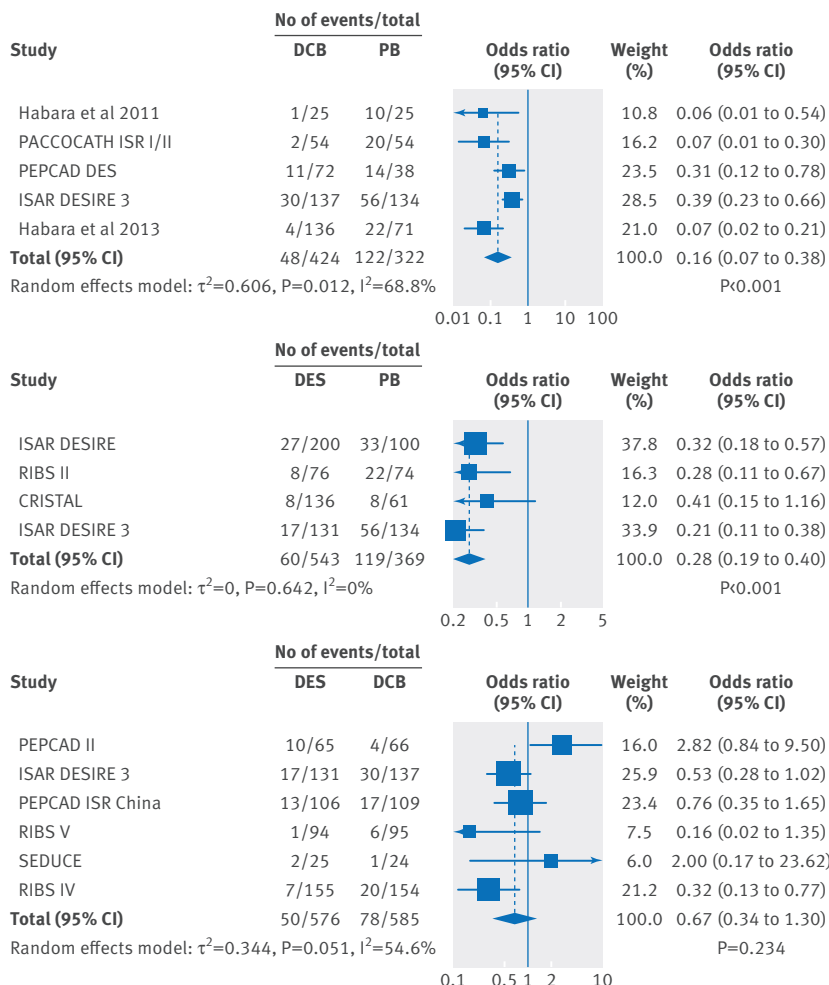 No of events/total
Study DCB PB Odds ratio (95% CI) Weight (%) Odds ratio (95% CI)
Habara et al 2011 1/25 10/25 10.8 0.06 (0.01 to 0.54)
PACCOCATH ISR I/II 2/54 20/54 16.2 0.07 (0.01 to 0.30)
PEPCAD DES 11/72 14/38 23.5 0.31 (0.12 to 0.78)
ISAR DESIRE 3 30/137 56/134 28.5 0.39 (0.23 to 0.66)
Habara et al 2013 4/136 22/71 21.0 0.07 (0.02 to 0.21)
Total (95% CI) 48/424 122/322 100.0 0.16 (0.07 to 0.38)
Random effects model: τ²=0.606, P=0.012, I²=68.8% P<0.001
0.01 0.1 1 10 100
No of events/total
Study DES PB Odds ratio (95% CI) Weight (%) Odds ratio (95% CI)
ISAR DESIRE 27/200 33/100 37.8 0.32 (0.18 to 0.57)
RIBS II 8/76 22/74 16.3 0.28 (0.11 to 0.67)
CRISTAL 8/136 8/61 12.0 0.41 (0.15 to 1.16)
ISAR DESIRE 3 17/131 56/134 33.9 0.21 (0.11 to 0.38)
Total (95% CI) 60/543 119/369 100.0 0.28 (0.19 to 0.40)
Random effects model: τ²=0, P=0.642, I²=0% P<0.001
0.2 0.5 1 2 5
No of events/total
Study DES DCB Odds ratio (95% CI) Weight (%) Odds ratio (95% CI)
PEPCAD II 10/65 4/66 16.0 2.82 (0.84 to 9.50)
ISAR DESIRE 3 17/131 30/137 25.9 0.53 (0.28 to 1.02)
PEPCAD ISR China 13/106 17/109 23.4 0.76 (0.35 to 1.65)
RIBS V 1/94 6/95 7.5 0.16 (0.02 to 1.35)
SEDUCE 2/25 1/24 6.0 2.00 (0.17 to 23.62)
RIBS IV 7/155 20/154 21.2 0.32 (0.13 to 0.77)
Total (95% CI) 50/576 78/585 100.0 0.67 (0.34 to 1.30)
Random effects model: τ²=0.344, P=0.051, I²=54.6% P=0.234
0.1 0.5 1 2 10